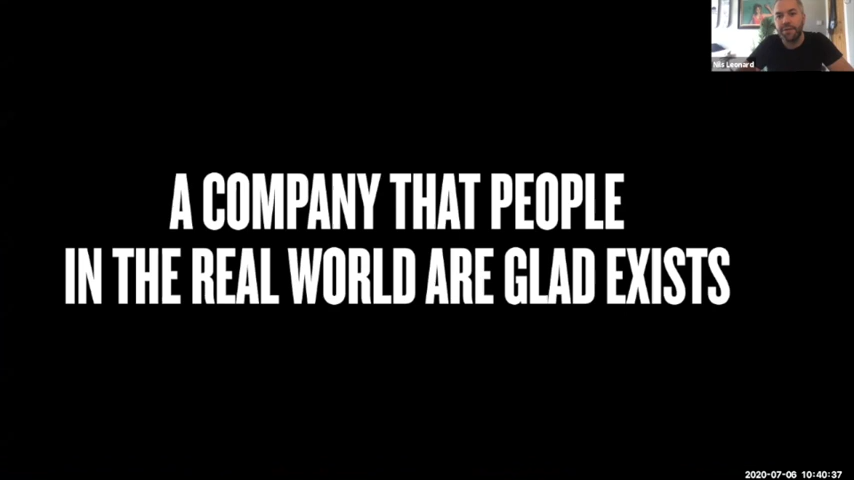 Nils Leonard
A COMPANY THAT PEOPLE
IN THE REAL WORLD ARE GLAD EXISTS
2020-07-06 10:40:37